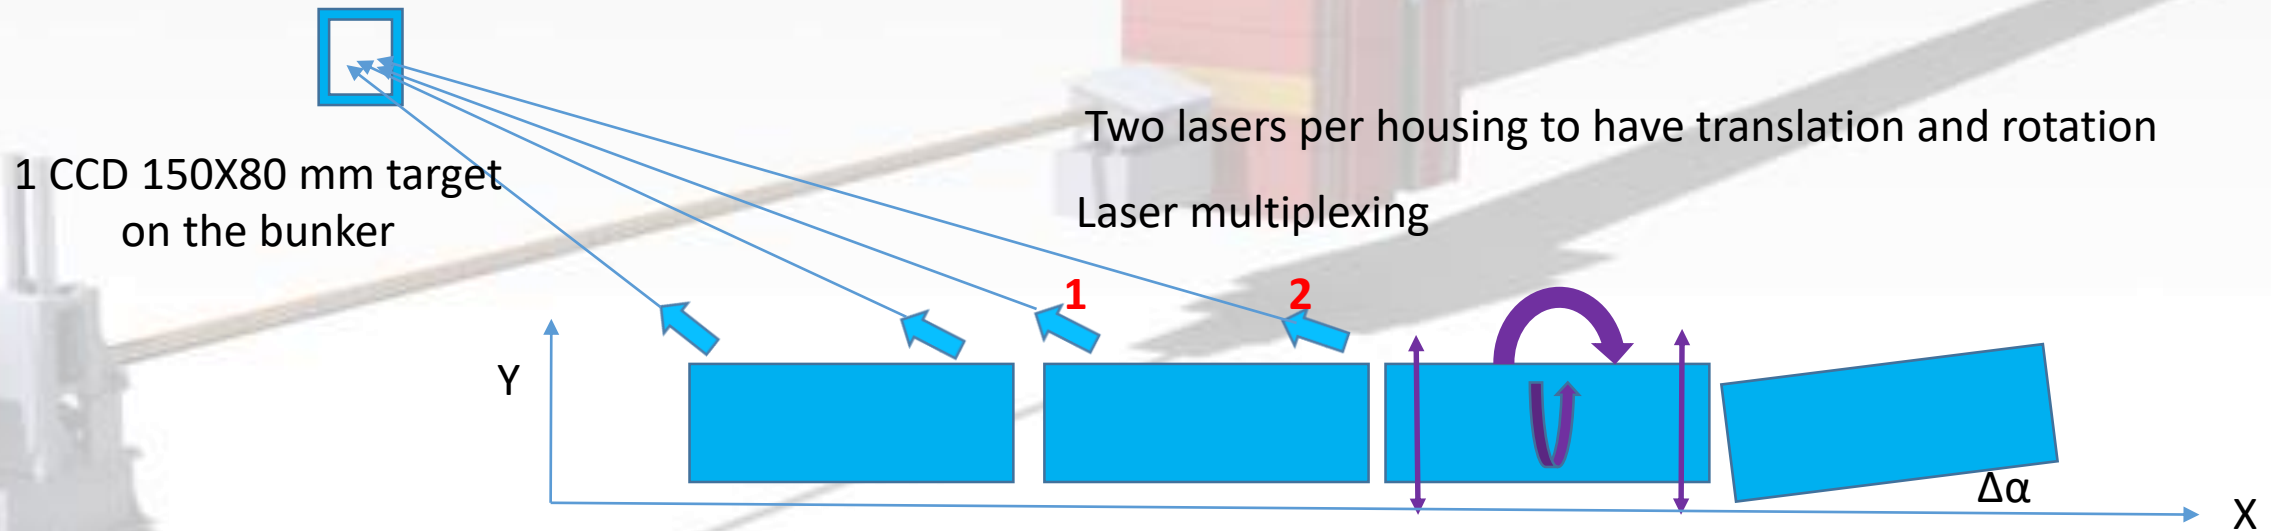 Two lasers per housing to have translation and rotation
1 CCD 150X80 mm target
on the bunker
Laser multiplexing
1
2
Y
Δα
X